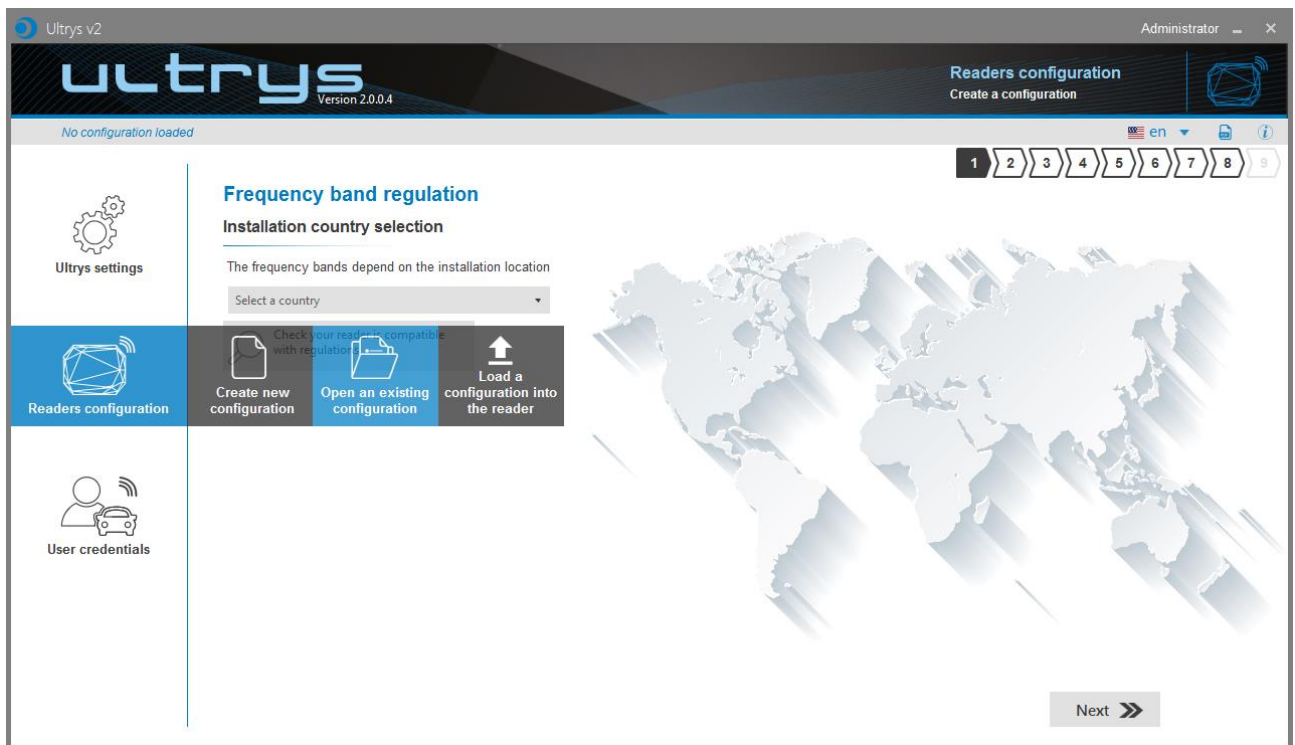 Ultrys v2
Administrator
ultrys
Version 2.0.0.4
Readers configuration
Create a configuration
No configuration loaded
en
1 2 3 4 5 6 7 8 9
Frequency band regulation
Installation country selection
The frequency bands depend on the installation location
Select a country
Check your reader is compatible
with regulations
Ultrys settings
Readers configuration
Create new
configuration
Open an existing
configuration
Load a
configuration into
the reader
User credentials
Next